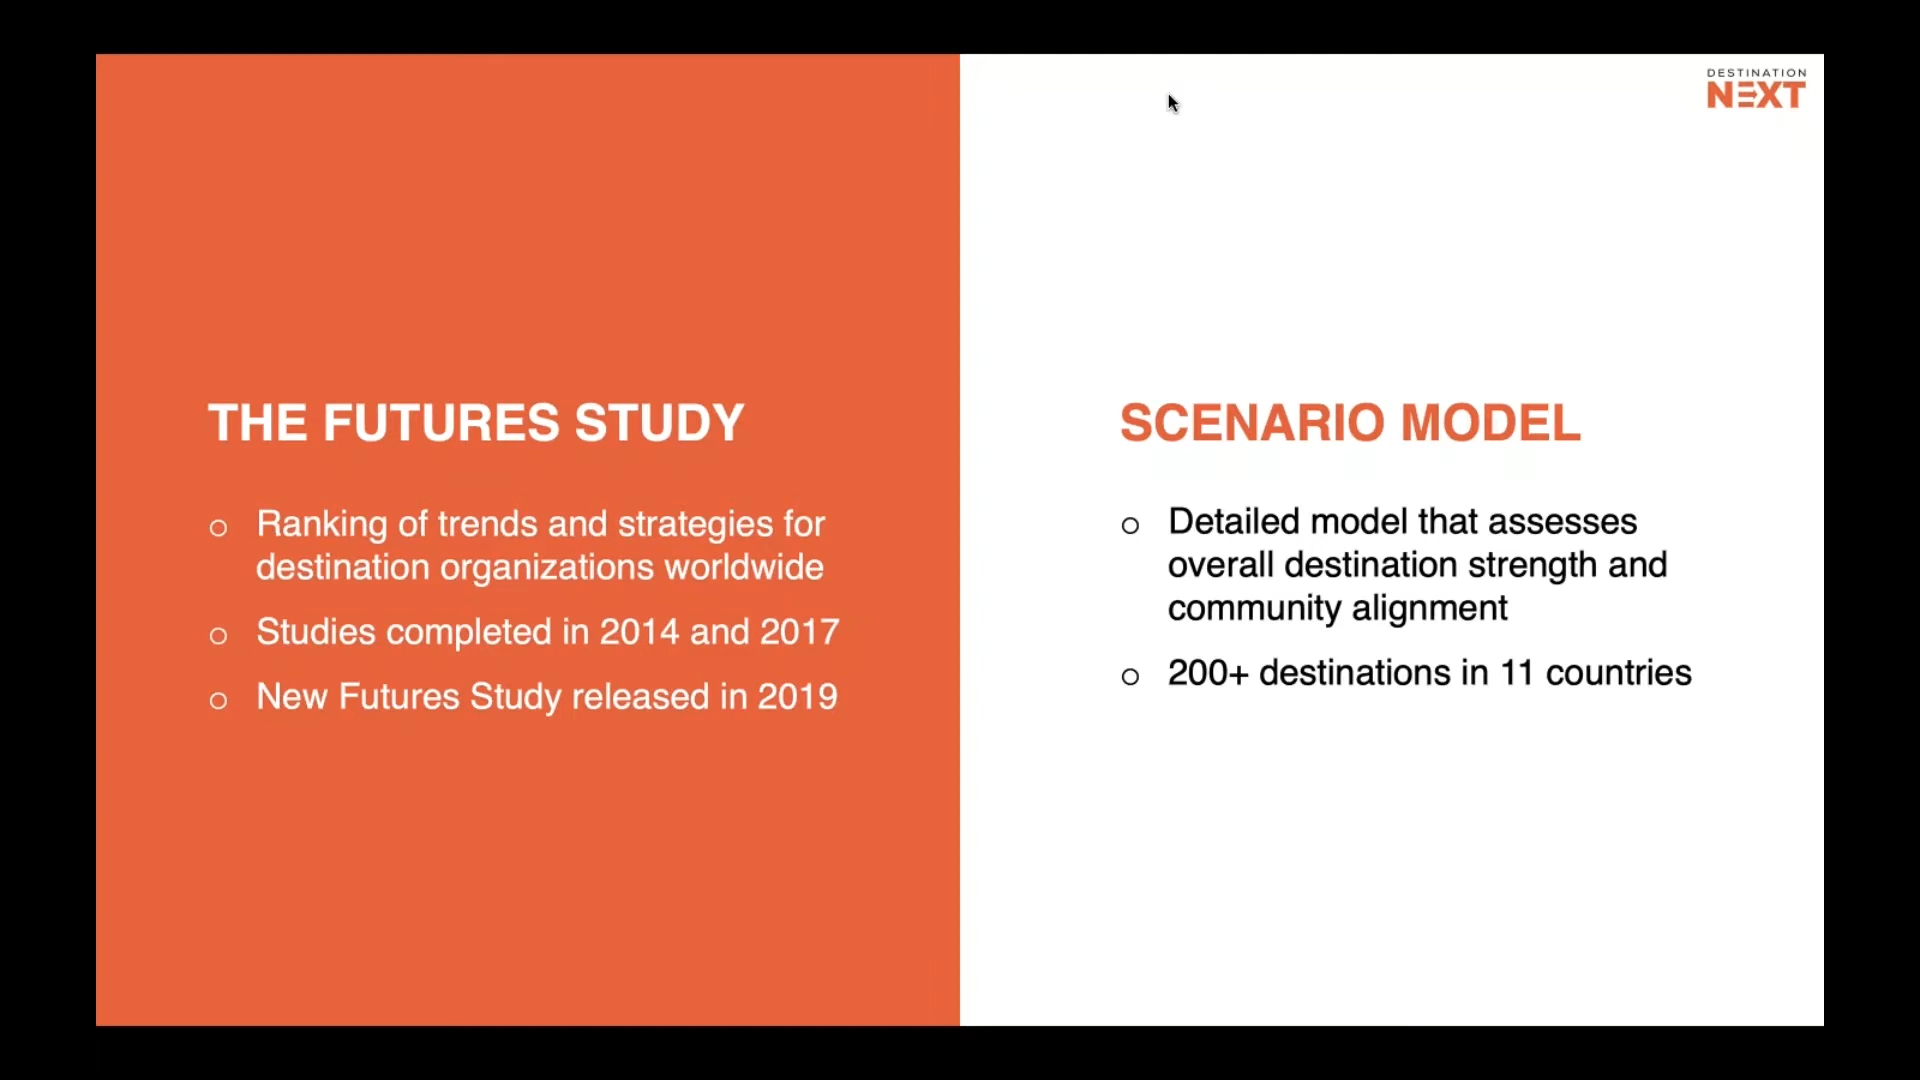 DESTINATION
NEXT
THE FUTURES STUDY
○ Ranking of trends and strategies for
destination organizations worldwide
○ Studies completed in 2014 and 2017
○ New Futures Study released in 2019
SCENARIO MODEL
○ Detailed model that assesses
overall destination strength and
community alignment
○ 200+ destinations in 11 countries